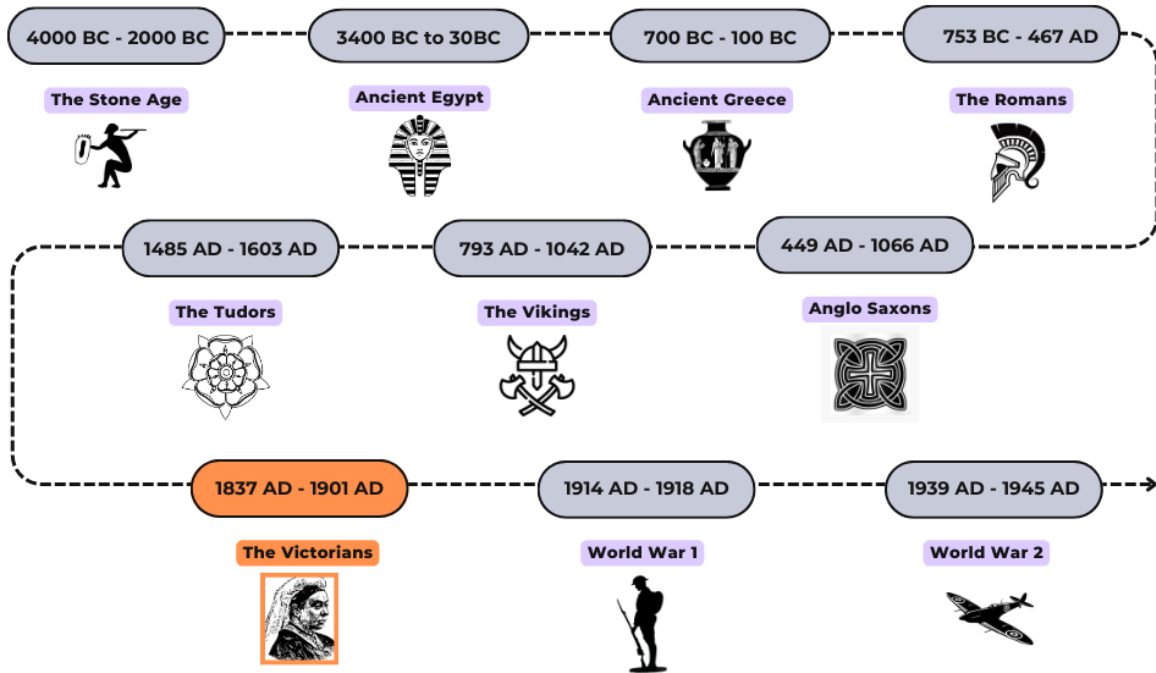 4000 BC - 2000 BC
3400 BC to 30BC
700 BC - 100 BC
753 BC - 467 AD
The Stone Age
Ancient Egypt
Ancient Greece
The Romans
449 AD - 1066 AD
793 AD - 1042 AD
1485 AD - 1603 AD
Anglo Saxons
The Vikings
The Tudors
1837 AD - 1901 AD
1914 AD - 1918 AD
1939 AD - 1945 AD
The Victorians
World War 1
World War 2